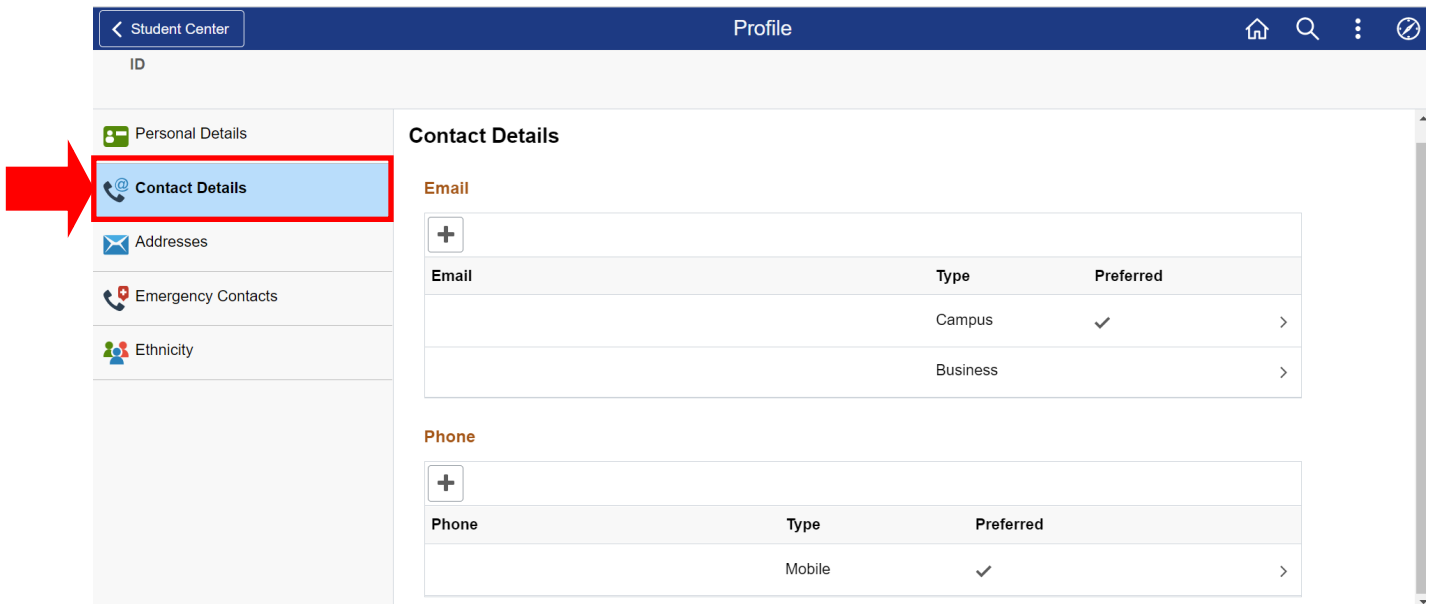 Student Center Profile
ID
Personal Details
Contact Details
Addresses
Emergency Contacts
Ethnicity
Contact Details
Email
Email Type Preferred
Campus
Business
Phone
Phone Type Preferred
Mobile